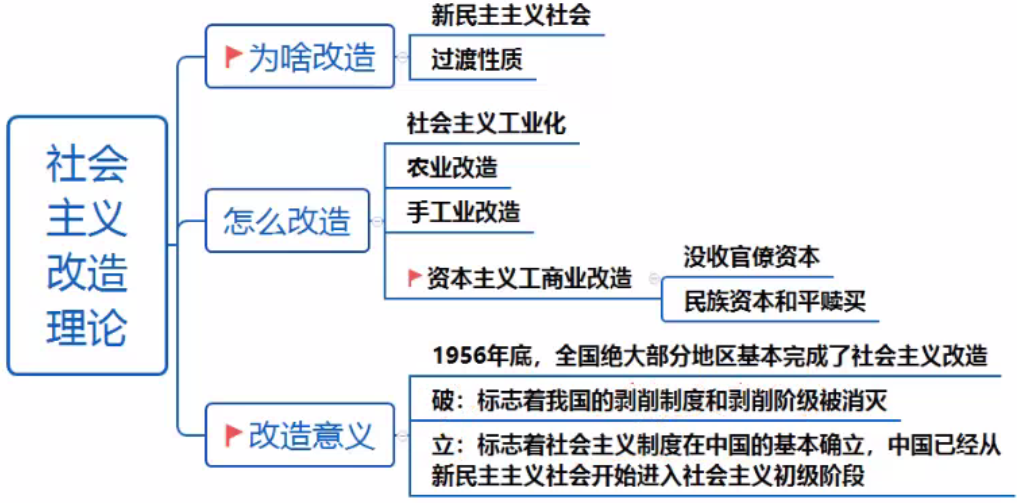 社会
主义
改造
理论
为啥改造
新民主主义社会
过渡性质
怎么改造
社会主义工业化
农业改造
手工业改造
资本主义工商业改造
没收官僚资本
民族资本和平赎买
改造意义
1956年底，全国绝大部分地区基本完成了社会主义改造
破：标志着我国的剥削制度和剥削阶级被消灭
立：标志着社会主义制度在中国的基本确立，中国已经从
新民主主义社会开始进入社会主义初级阶段